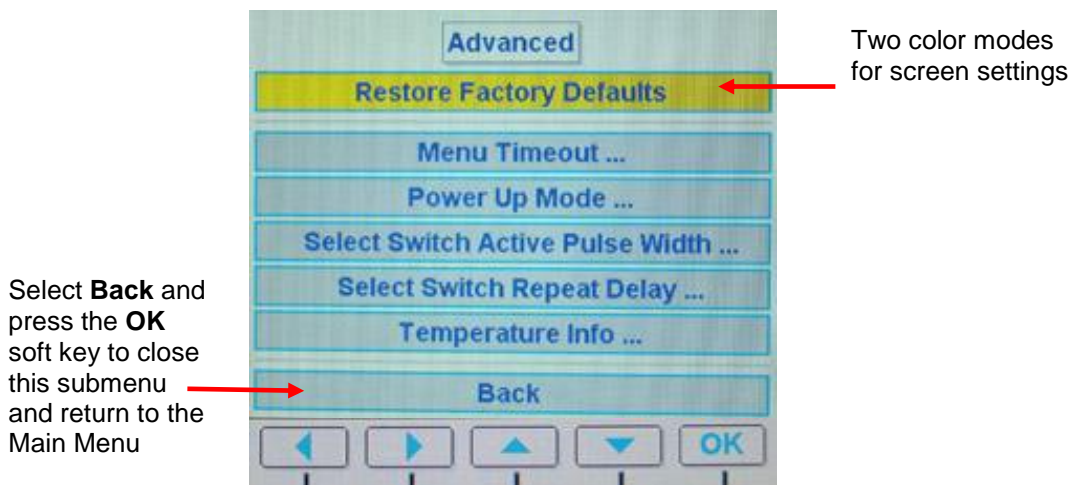 Advanced
Two color modes
for screen settings
Restore Factory Defaults
Menu Timeout ...
Power Up Mode ...
Select Switch Active Pulse Width ...
Select Switch Repeat Delay ...
Temperature Info ...
Select Back and
press the OK
soft key to close
this submenu
and return to the
Main Menu
Back
OK